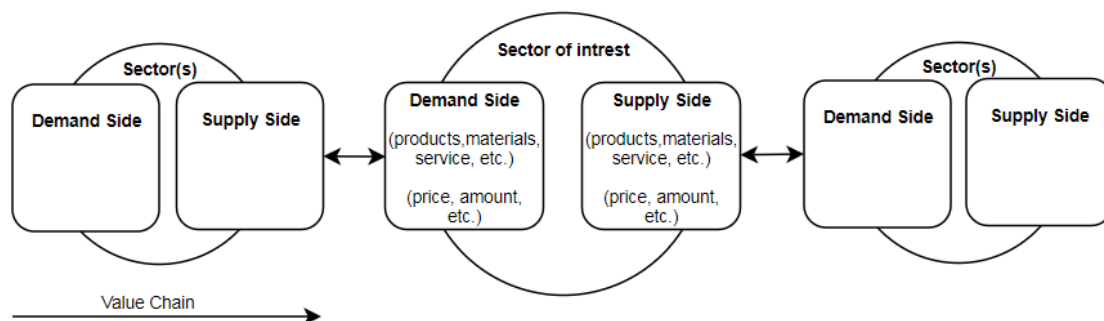 Sector(s)
Demand Side
Supply Side
Sector of intrest
Demand Side
(products,materials,
service, etc.)
(price, amount,
etc.)
Supply Side
(products,materials,
service, etc.)
(price, amount,
etc.)
Sector(s)
Demand Side
Supply Side
Value Chain